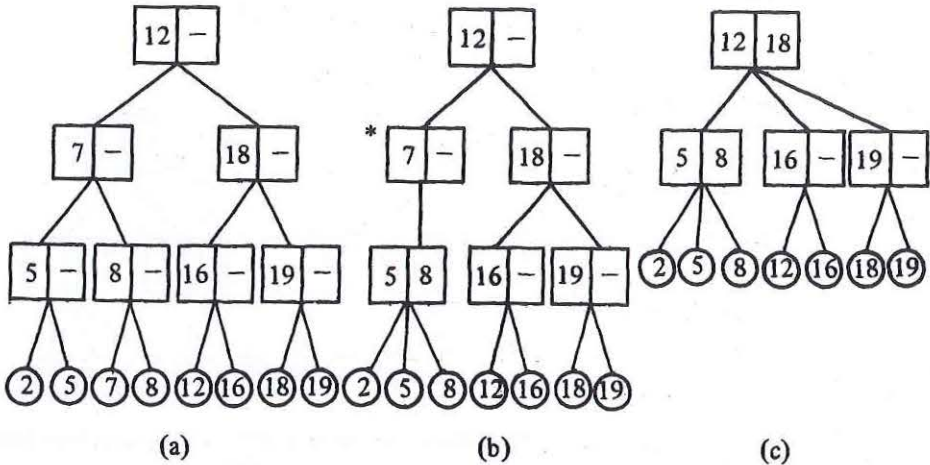 12 – 12 – 12 18
7 – 18 – * 7 – 18 – 5 8 16 – 19 –
5 – 8 – 16 – 19 – 5 8 16 – 19 – 2 5 8 12 16 18 19
2 5 7 8 12 16 18 19 2 5 8 12 16 18 19
(a) (b) (c)